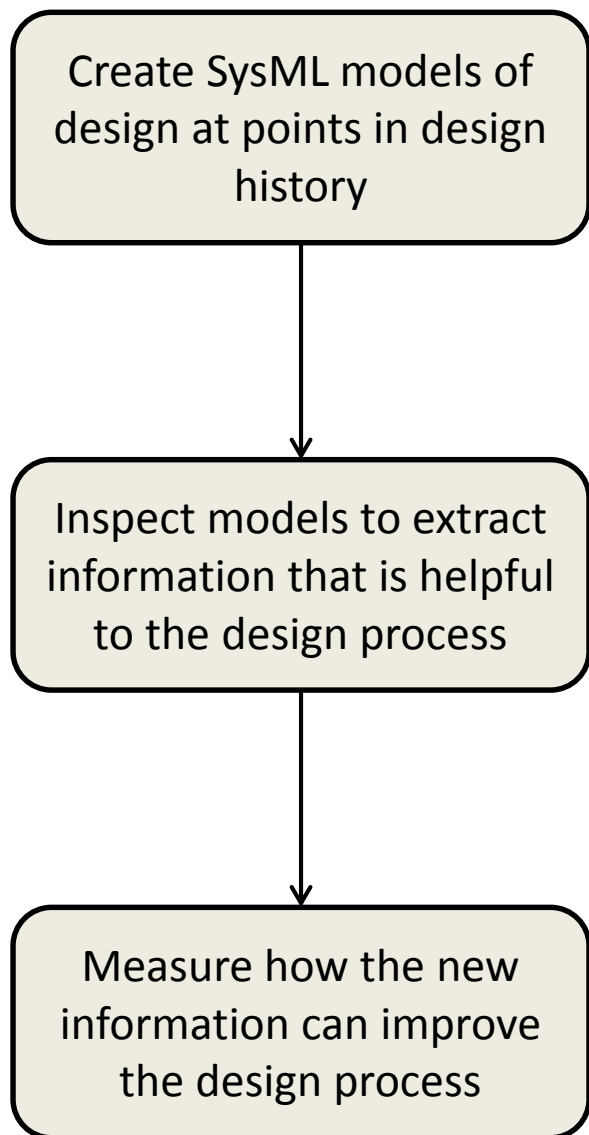 Create SysML models of
design at points in design
history
Inspect models to extract
information that is helpful
to the design process
Measure how the new
information can improve
the design process